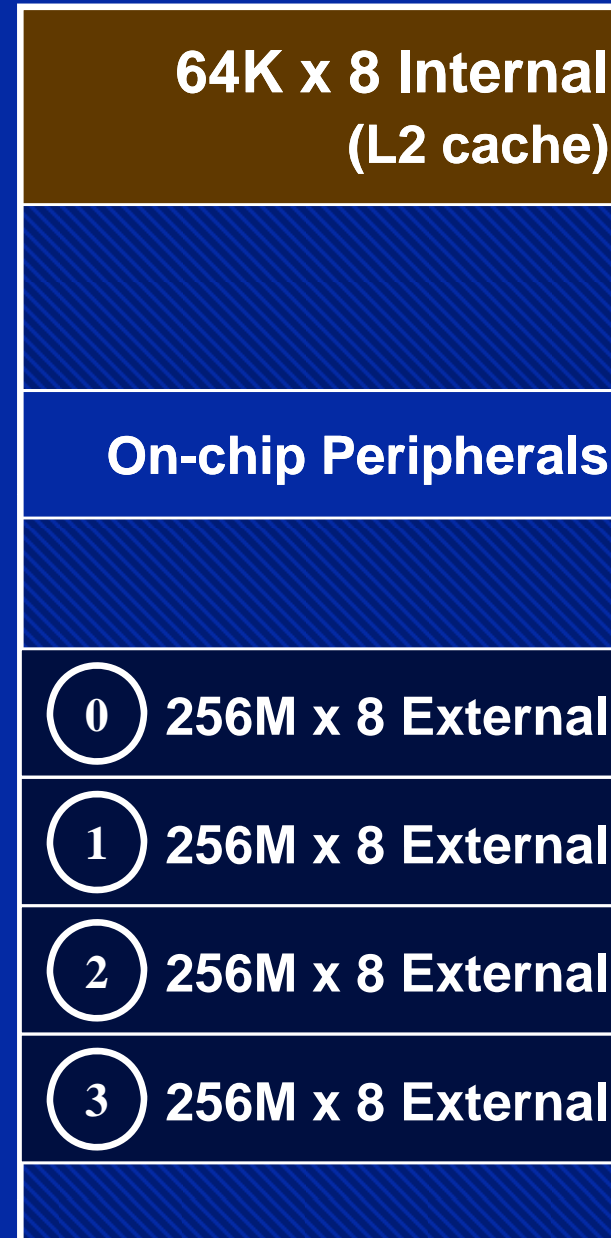 64K x 8 Internal
(L2 cache)
On-chip Peripherals
0 256M x 8 External
1 256M x 8 External
2 256M x 8 External
3 256M x 8 External